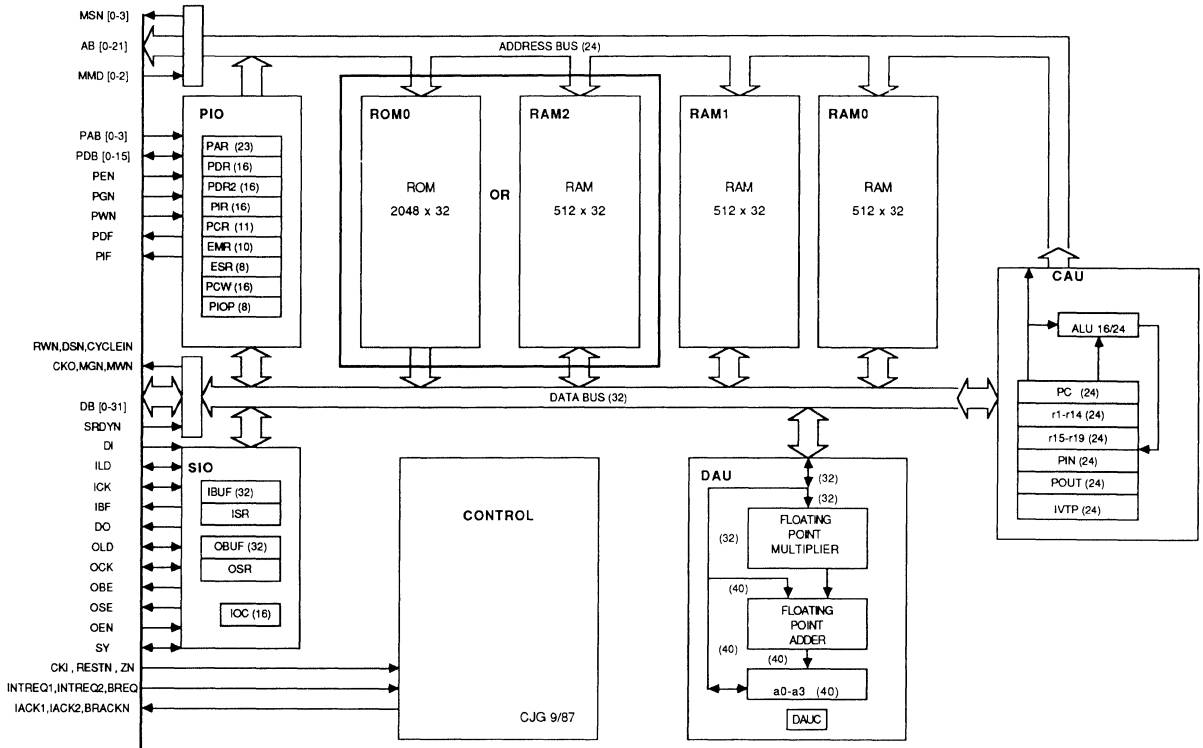 MSN [0-3]
AB [0-21]
MMD [0-2]
ADDRESS BUS (24)
PAB [0-3]
PDB [0-15]
PEN
PGN
PWN
PDF
PIF
PIO
PAR (23)
PDR (16)
PDR2 (16)
PIR (16)
PCR (11)
EMR (10)
ESR (8)
PCW (16)
PIOP (8)
ROM0
ROM
2048 x 32
OR
RAM2
RAM
512 x 32
RAM1
RAM
512 x 32
RAM0
RAM
512 x 32
CAU
ALU 16/24
PC (24)
r1-r14 (24)
r15-r19 (24)
PIN (24)
POUT (24)
IVTP (24)
RWN,DSN,CYCLEIN
CKO,MGN,MWN
DB [0-31]
SRDYN
DATA BUS (32)
DI
ILD
ICK
IBF
DO
OLD
OCK
OBE
OSE
OEN
SY
SIO
IBUF (32)
ISR
OBUF (32)
OSR
IOC (16)
CKI , RESTN , ZN
INTREQ1,INTREQ2,BREQ
IACK1,IACK2,BRACKN
CONTROL
CJG 9/87
DAU
(32)
(32)
(32)
FLOATING
POINT
MULTIPLIER
(40)
FLOATING
POINT
ADDER
(40)
(40)
a0-a3 (40)
DAUC